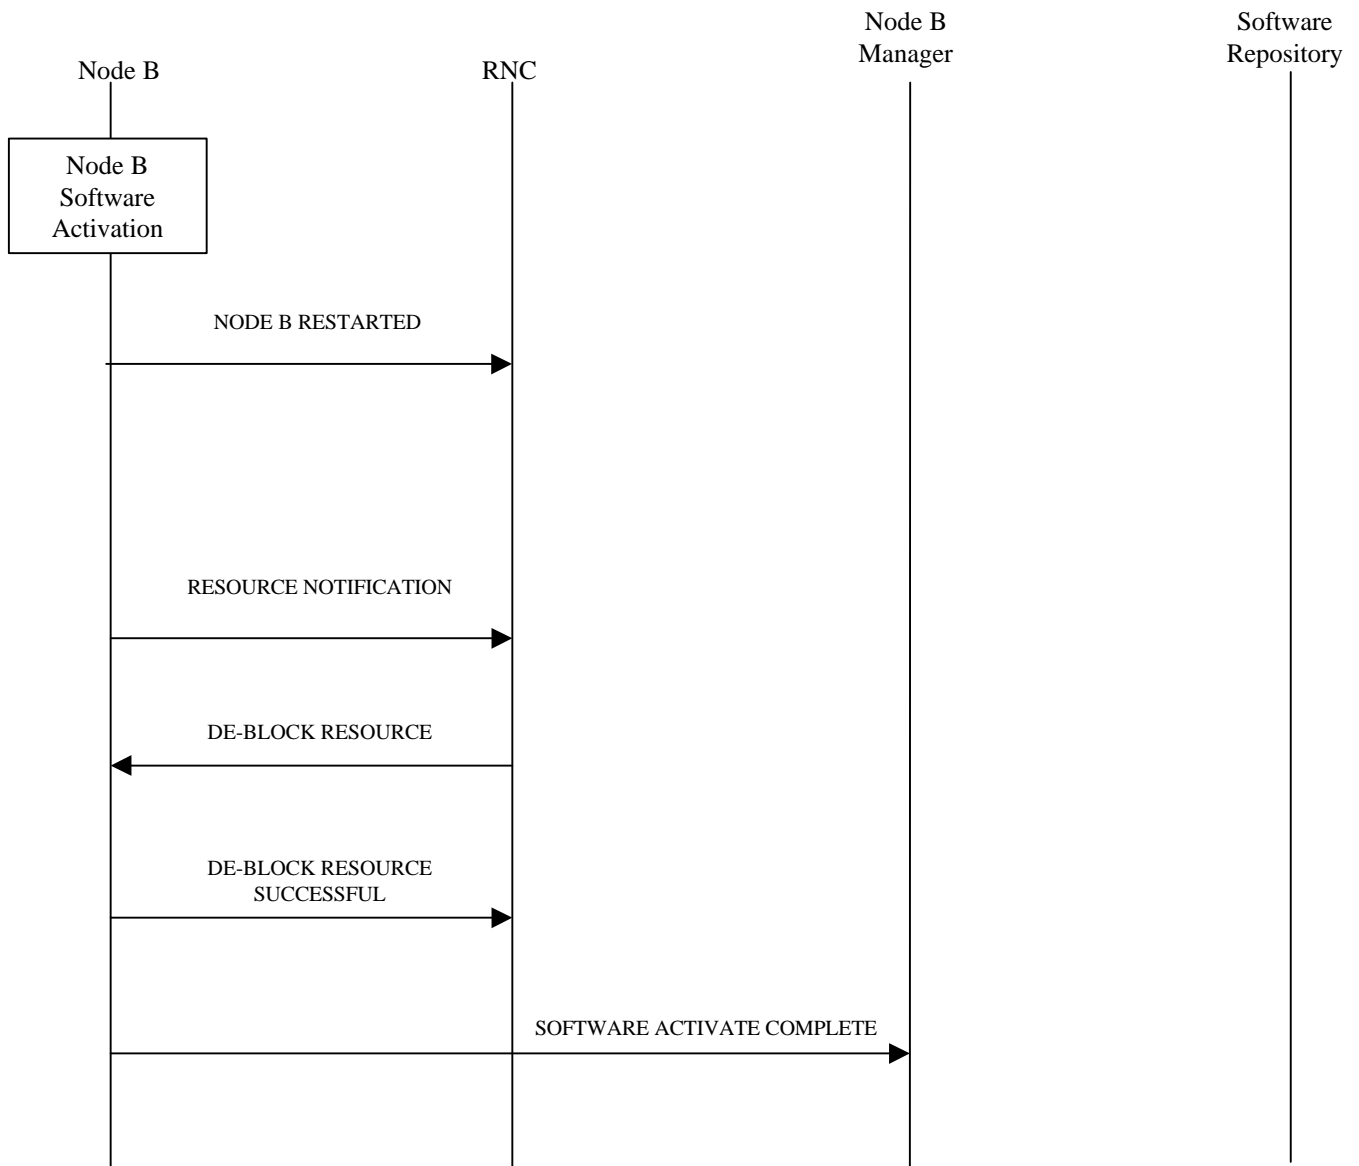 Node B
Manager
Software
Repository
Node B
RNC
Node B
Software
Activation
NODE B RESTARTED
RESOURCE NOTIFICATION
DE-BLOCK RESOURCE
DE-BLOCK RESOURCE
SUCCESSFUL
SOFTWARE ACTIVATE COMPLETE